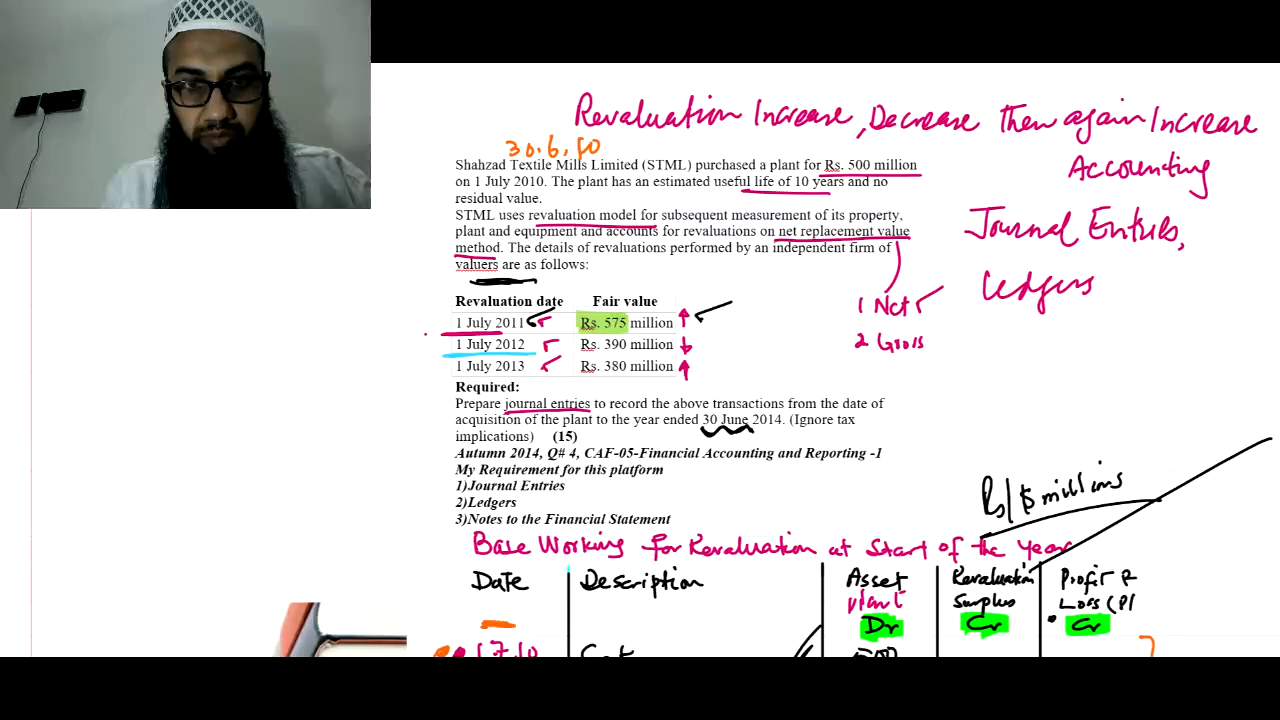 Revaluation Increase, Decrease Then again Increase
Accounting
Journal Entries,
Ledgers
30.6.10
Shahzad Textile Mills Limited (STML) purchased a plant for Rs. 500 million
on 1 July 2010. The plant has an estimated useful life of 10 years and no
residual value.
STML uses revaluation model for subsequent measurement of its property,
plant and equipment and accounts for revaluations on net replacement value
method. The details of revaluations performed by an independent firm of
valuers are as follows:
1 Net
2 Gross
Revaluation date Fair value
1 July 2011 Rs. 575 million
1 July 2012 Rs. 390 million
1 July 2013 Rs. 380 million
Required:
Prepare journal entries to record the above transactions from the date of
acquisition of the plant to the year ended 30 June 2014. (Ignore tax
implications) (15)
Autumn 2014, Q# 4, CAF-05-Financial Accounting and Reporting -I
My Requirement for this platform
1)Journal Entries
2)Ledgers
3)Notes to the Financial Statement
Rs/$ millions
Base Working for Revaluation at Start of the Year
Date Description Asset Revaluation Profit &
Plant Surplus Loss (P/
Dr Cr Cr